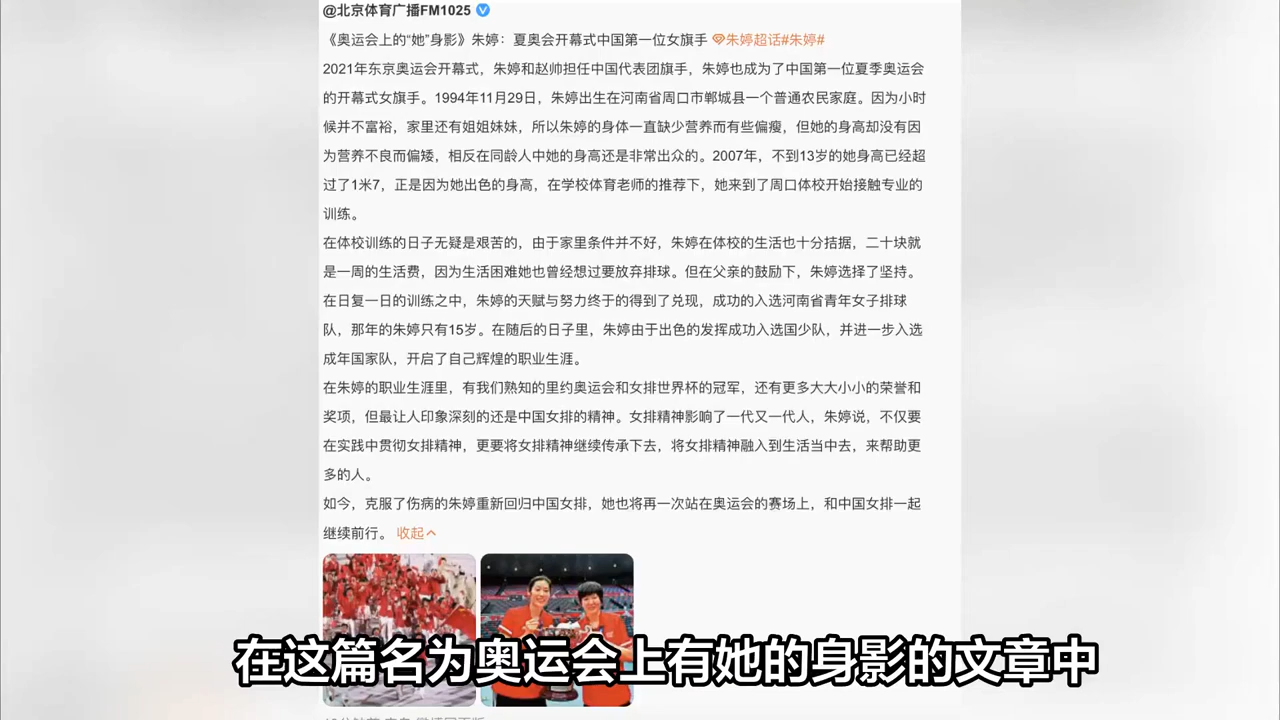 @北京体育广播FM1025
《奥运会上的“她”身影》朱婷：夏奥会开幕式中国第一位女旗手 朱婷超话#朱婷#
2021年东京奥运会开幕式，朱婷和赵帅担任中国代表团旗手，朱婷也成为了中国第一位夏季奥运会
的开幕式女旗手。1994年11月29日，朱婷出生在河南省周口市郸城县一个普通农民家庭。因为小时
候并不富裕，家里还有姐姐妹妹，所以朱婷的身体一直缺少营养而有些偏瘦，但她的身高却没有因
为营养不良而偏矮，相反在同龄人中她的身高还是非常出众的。2007年，不到13岁的她身高已经超
过了1米7，正是因为她出色的身高，在学校体育老师的推荐下，她来到了周口体校开始接触专业的
训练。
在体校训练的日子无疑是艰苦的，由于家里条件并不好，朱婷在体校的生活也十分拮据，二十块就
是一周的生活费，因为生活困难她也曾经想过要放弃排球。但在父亲的鼓励下，朱婷选择了坚持。
在日复一日的训练之中，朱婷的天赋与努力终于的得到了兑现，成功的入选河南省青年女子排球
队，那年的朱婷只有15岁。在随后的日子里，朱婷由于出色的发挥成功入选国少队，并进一步入选
成年国家队，开启了自己辉煌的职业生涯。
在朱婷的职业生涯里，有我们熟知的里约奥运会和女排世界杯的冠军，还有更多大大小小的荣誉和
奖项，但最让人印象深刻的还是中国女排的精神。女排精神影响了一代又一代人，朱婷说，不仅要
在实践中贯彻女排精神，更要将女排精神继续传承下去，将女排精神融入到生活当中去，来帮助更
多的人。
如今，克服了伤病的朱婷重新回归中国女排，她也将再一次站在奥运会的赛场上，和中国女排一起
继续前行。 收起
在这篇名为奥运会上有她的身影的文章中